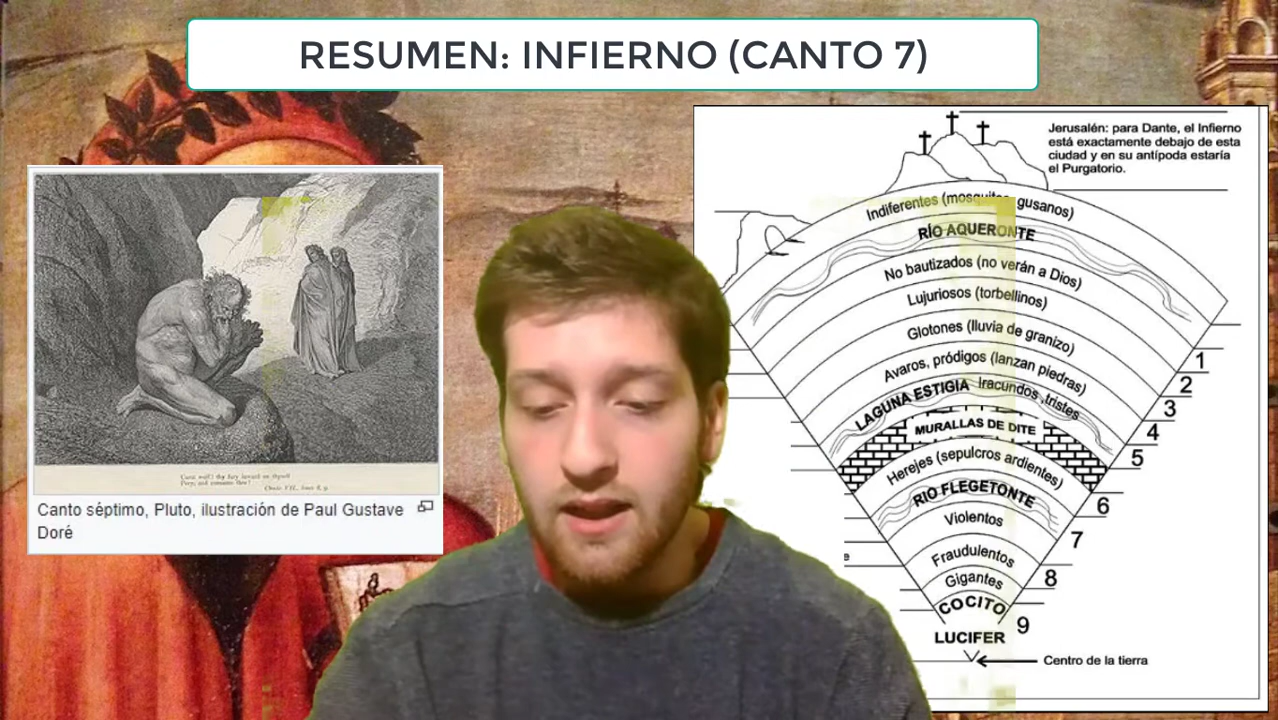 RESUMEN: INFIERNO (CANTO 7)
Canto séptimo, Pluto, ilustración de Paul Gustave
Doré
Jerusalén: para Dante, el Infierno
está exactamente debajo de esta
ciudad y en su antípoda estaría
el Purgatorio.
Indiferentes (mosquitos, gusanos)
RÍO AQUERONTE
No bautizados (no verán a Dios)
Lujuriosos (torbellinos)
Glotones (lluvia de granizo)
Avaros, pródigos (lanzan piedras)
LAGUNA ESTIGIA Iracundos, tristes
MURALLAS DE DITE
Herejes (sepulcros ardientes)
RIO FLEGETONTE
Violentos
Fraudulentos
Gigantes
COCITO
LUCIFER
Centro de la tierra
1
2
3
4
5
6
7
8
9